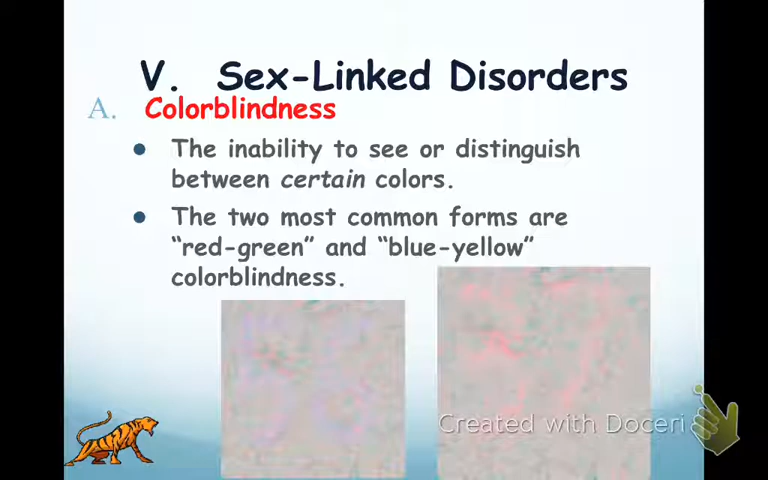 V. Sex-Linked Disorders
A. Colorblindness
● The inability to see or distinguish
between certain colors.
● The two most common forms are
“red-green” and “blue-yellow”
colorblindness.
Created with Doceri